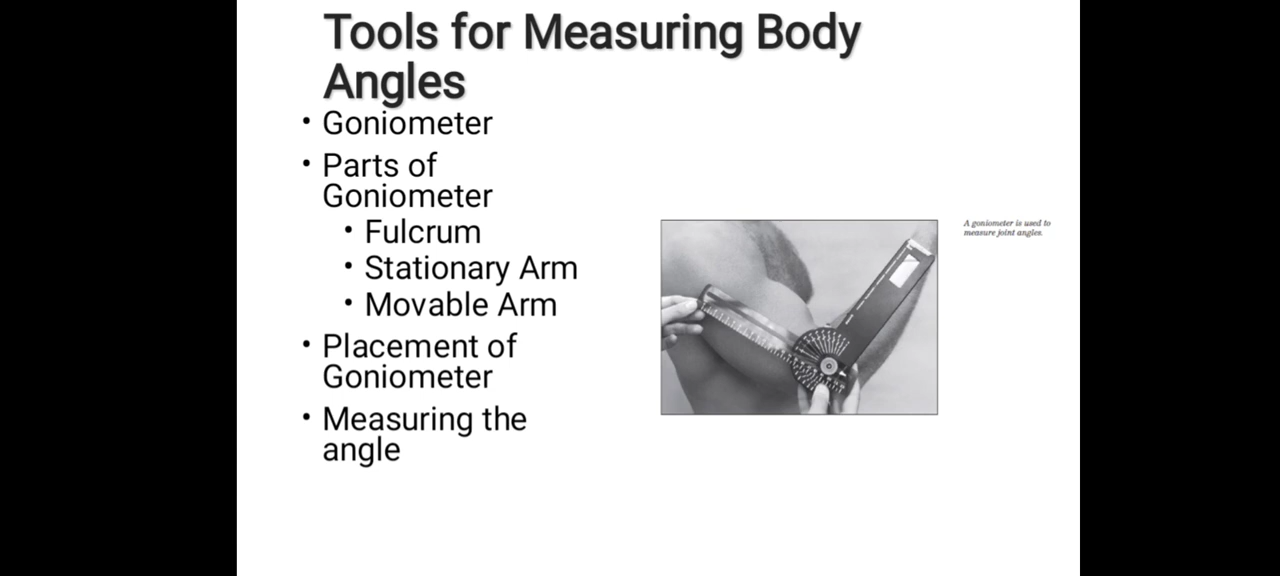 Tools for Measuring Body
Angles
• Goniometer
• Parts of
Goniometer
• Fulcrum
• Stationary Arm
• Movable Arm
• Placement of
Goniometer
• Measuring the
angle
A goniometer is used to
measure joint angles.